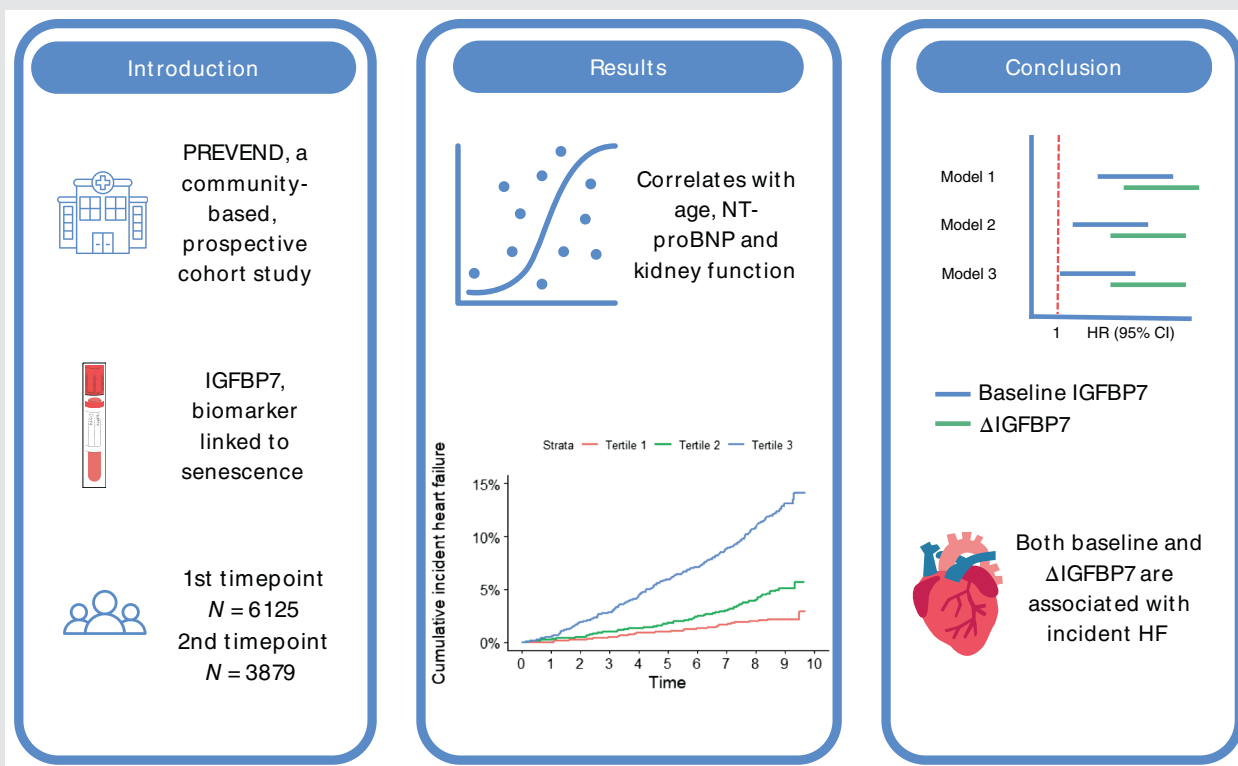 Introduction
PREVEND, a
community-
based,
prospective
cohort study
IGFBP7,
biomarker
linked to
senescence
1st timepoint
N = 6125
2nd timepoint
N = 3879
Results
Correlates with
age, NT-
proBNP and
kidney function
Strata Tertile 1 Tertile 2 Tertile 3
Cumulative incident heart failure
15%
10%
5%
0%
0 1 2 3 4 5 6 7 8 9 10
Time
Conclusion
Model 1
Model 2
Model 3
1 HR (95% CI)
Baseline IGFBP7
ΔIGFBP7
Both baseline and
ΔIGFBP7 are
associated with
incident HF